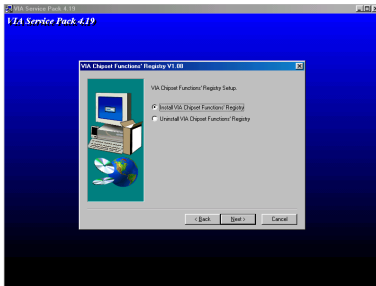 VIA Service Pack 4.19
VIA Service Pack 4.19
VIA Chipset Functions' Registry V1.00
VIA Chipset Functions' Registry Setup.
Install VIA Chipset Functions' Registry
Uninstall VIA Chipset Functions' Registry
< Back
Next >
Cancel